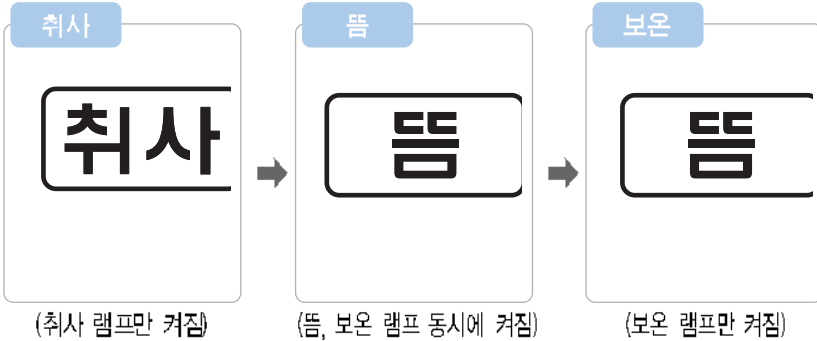 취사
뜸
보온
취사
뜸
뜸
(취사 램프만 켜짐)
(뜸, 보온 램프 동시에 켜짐)
(보온 램프만 켜짐)